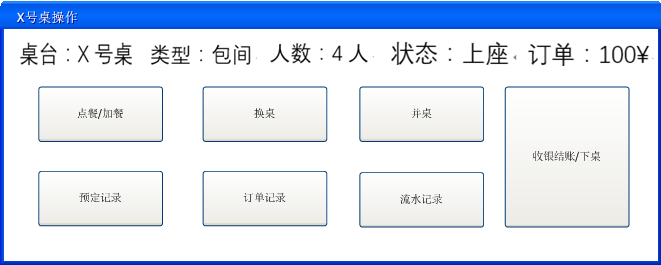 X号桌操作
桌台：X 号桌 类型：包间 人数：4 人 状态：上座 订单：100¥
点餐/加餐 换桌 并桌
收银结账/下桌
预定记录 订单记录 流水记录